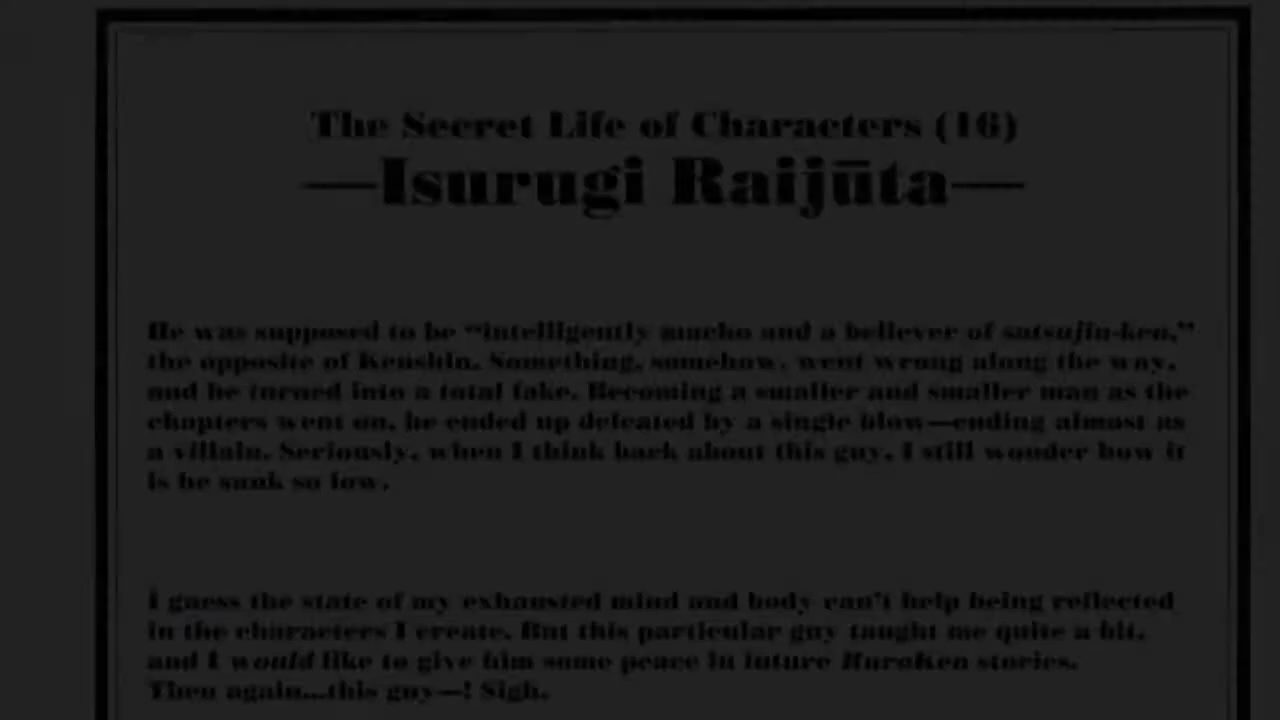 The Secret Life of Characters (16)
—Isurugi Raijūta—
He was supposed to be “intelligently macho and a believer of satsujin-ken,”
the opposite of Kenshin. Something, somehow, went wrong along the way,
and he turned into a total fake. Becoming a smaller and smaller man as the
chapters went on, he ended up defeated by a single blow—ending almost as
a villain. Seriously, when I think back about this guy, I still wonder how it
is he sank so low.
I guess the state of my exhausted mind and body can’t help being reflected
in the characters I create. But this particular guy taught me quite a bit,
and I would like to give him some peace in future RuroKen stories.
Then again...this guy—! Sigh.